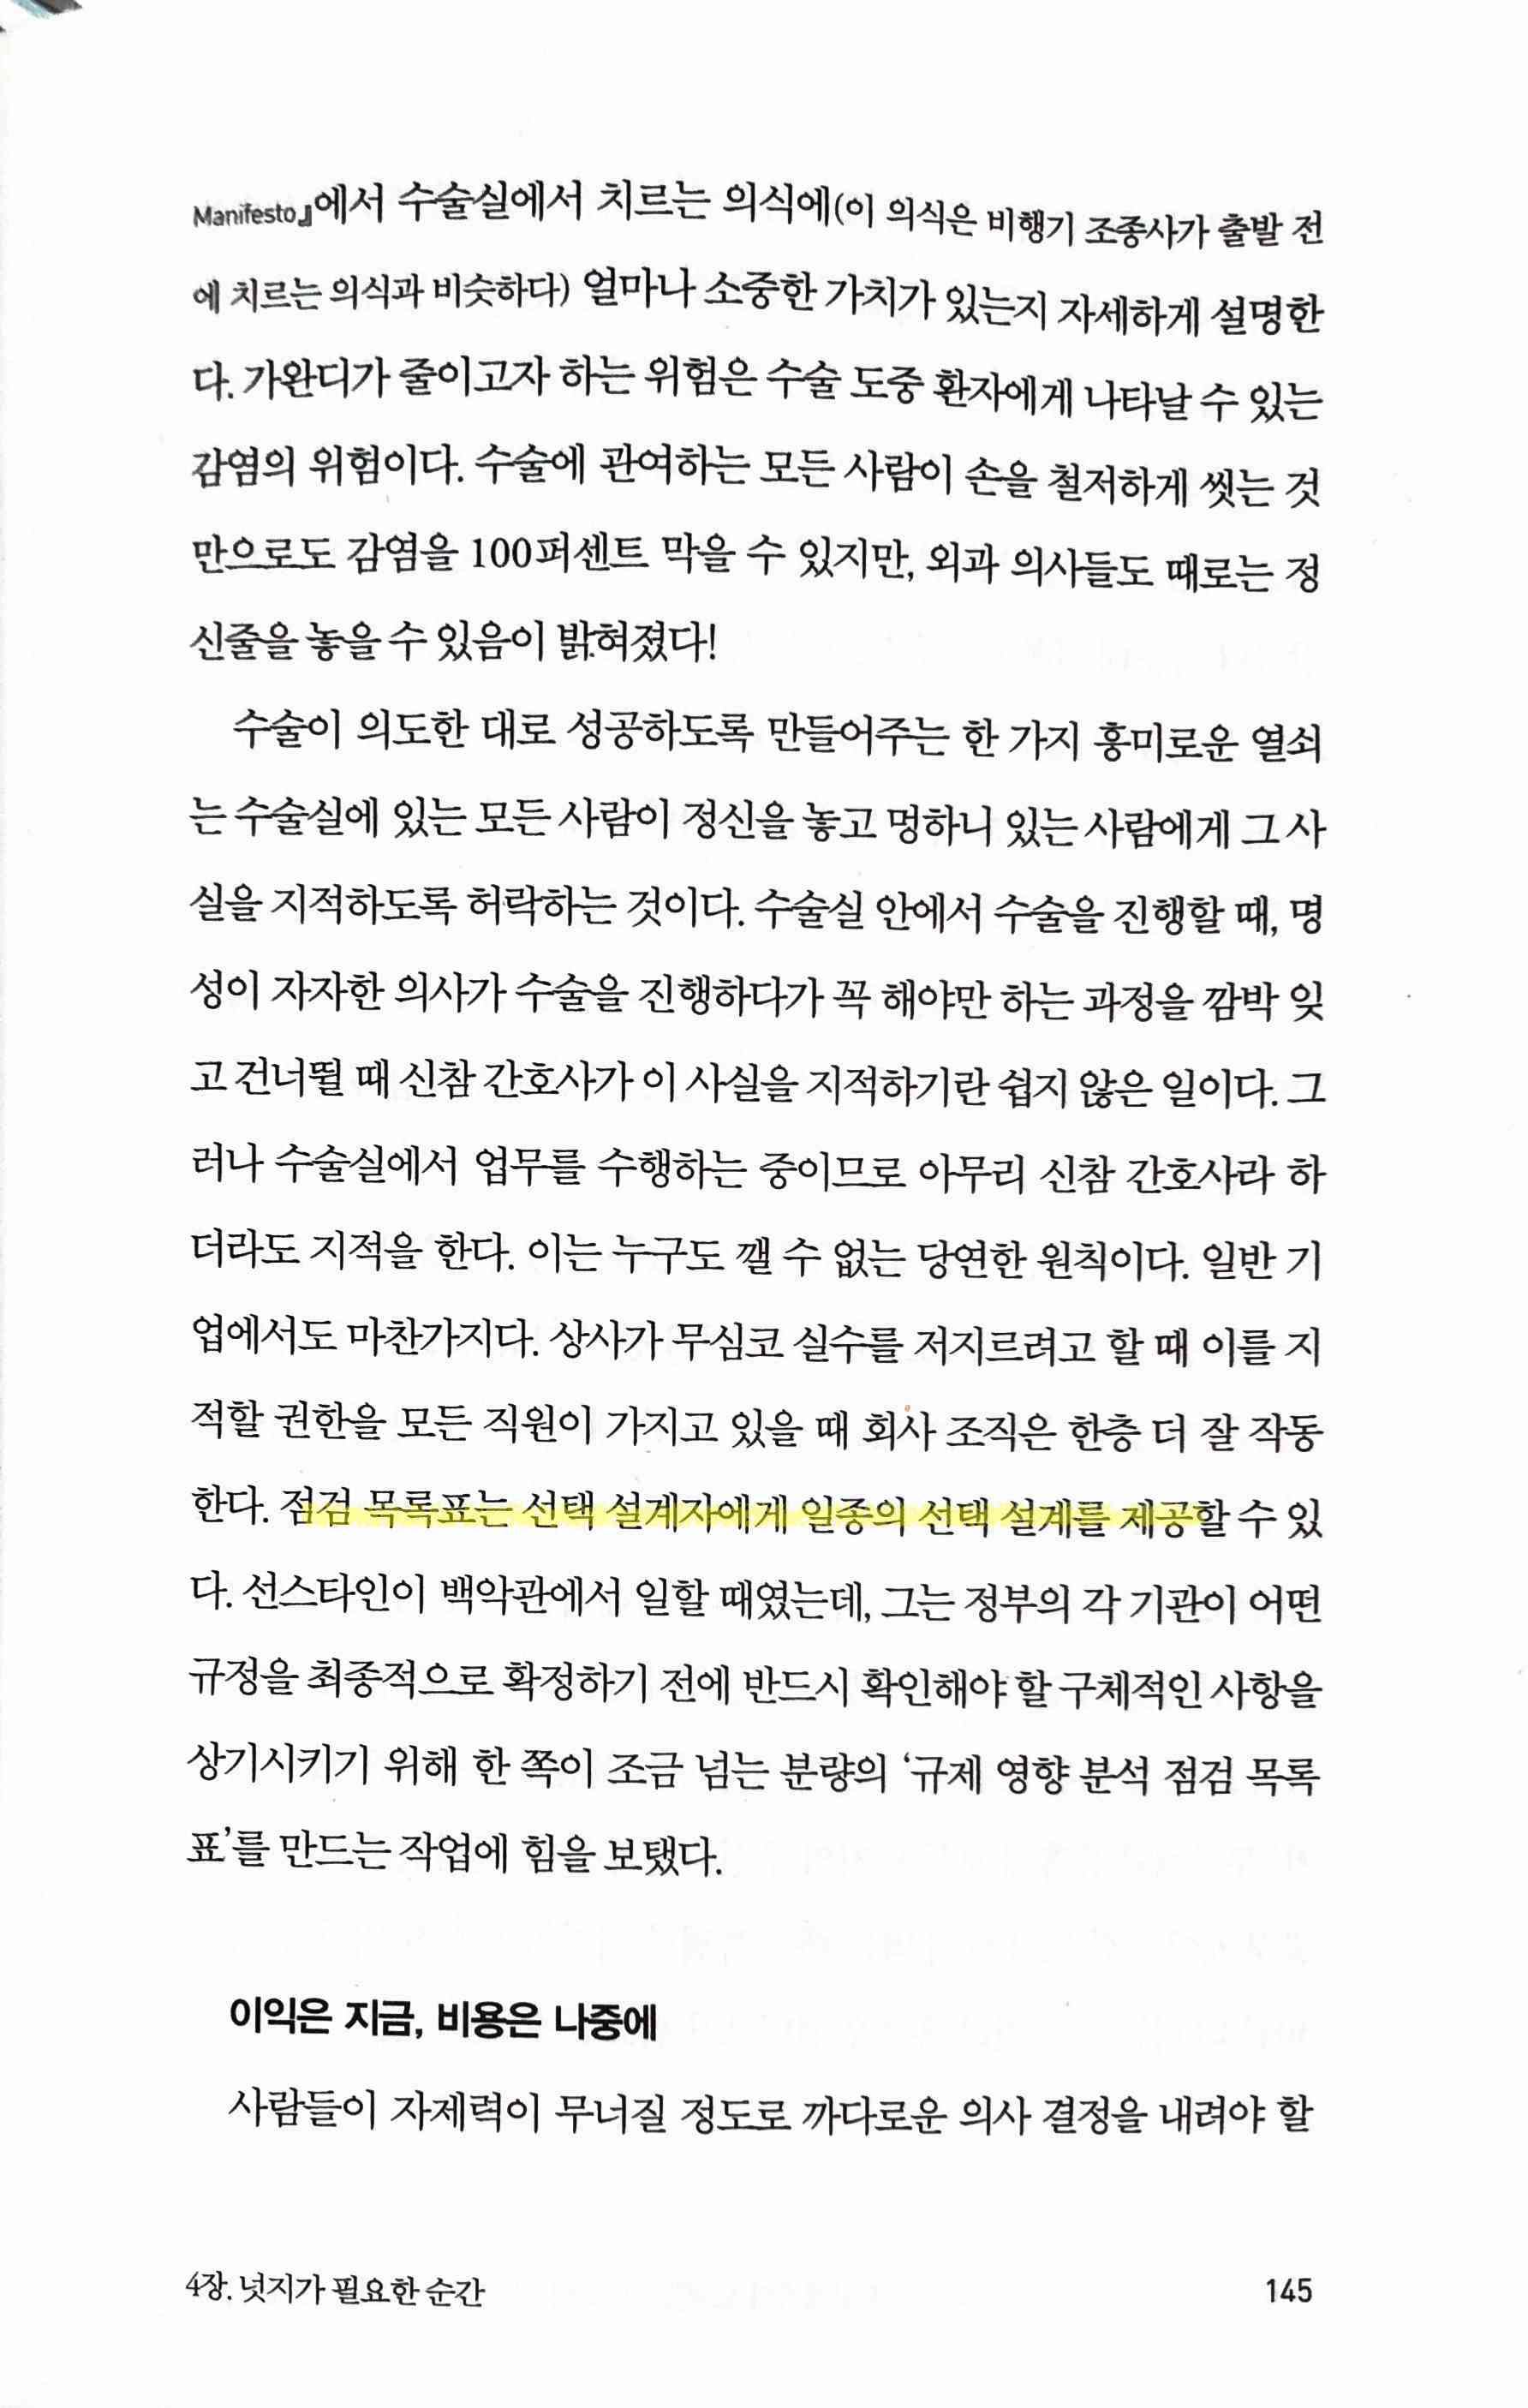 Manifesto』에서 수술실에서 치르는 의식에(이 의식은 비행기 조종사가 출발 전
에 치르는 의식과 비슷하다) 얼마나 소중한 가치가 있는지 자세하게 설명한
다. 가완디가 줄이고자 하는 위험은 수술 도중 환자에게 나타날 수 있는
감염의 위험이다. 수술에 관여하는 모든 사람이 손을 철저하게 씻는 것
만으로도 감염을 100퍼센트 막을 수 있지만, 외과 의사들도 때로는 정
신줄을 놓을 수 있음이 밝혀졌다!
수술이 의도한 대로 성공하도록 만들어주는 한 가지 흥미로운 열쇠
는 수술실에 있는 모든 사람이 정신을 놓고 멍하니 있는 사람에게 그 사
실을 지적하도록 허락하는 것이다. 수술실 안에서 수술을 진행할 때, 명
성이 자자한 의사가 수술을 진행하다가 꼭 해야만 하는 과정을 깜박 잊
고 건너뛸 때 신참 간호사가 이 사실을 지적하기란 쉽지 않은 일이다. 그
러나 수술실에서 업무를 수행하는 중이므로 아무리 신참 간호사라 하
더라도 지적을 한다. 이는 누구도 깰 수 없는 당연한 원칙이다. 일반 기
업에서도 마찬가지다. 상사가 무심코 실수를 저지르려고 할 때 이를 지
적할 권한을 모든 직원이 가지고 있을 때 회사 조직은 한층 더 잘 작동
한다. 점검 목록표는 선택 설계자에게 일종의 선택 설계를 제공할 수 있
다. 선스타인이 백악관에서 일할 때였는데, 그는 정부의 각 기관이 어떤
규정을 최종적으로 확정하기 전에 반드시 확인해야 할 구체적인 사항을
상기시키기 위해 한 쪽이 조금 넘는 분량의 ‘규제 영향 분석 점검 목록
표’를 만드는 작업에 힘을 보탰다.
이익은 지금, 비용은 나중에
사람들이 자제력이 무너질 정도로 까다로운 의사 결정을 내려야 할
4장. 넛지가 필요한 순간
145